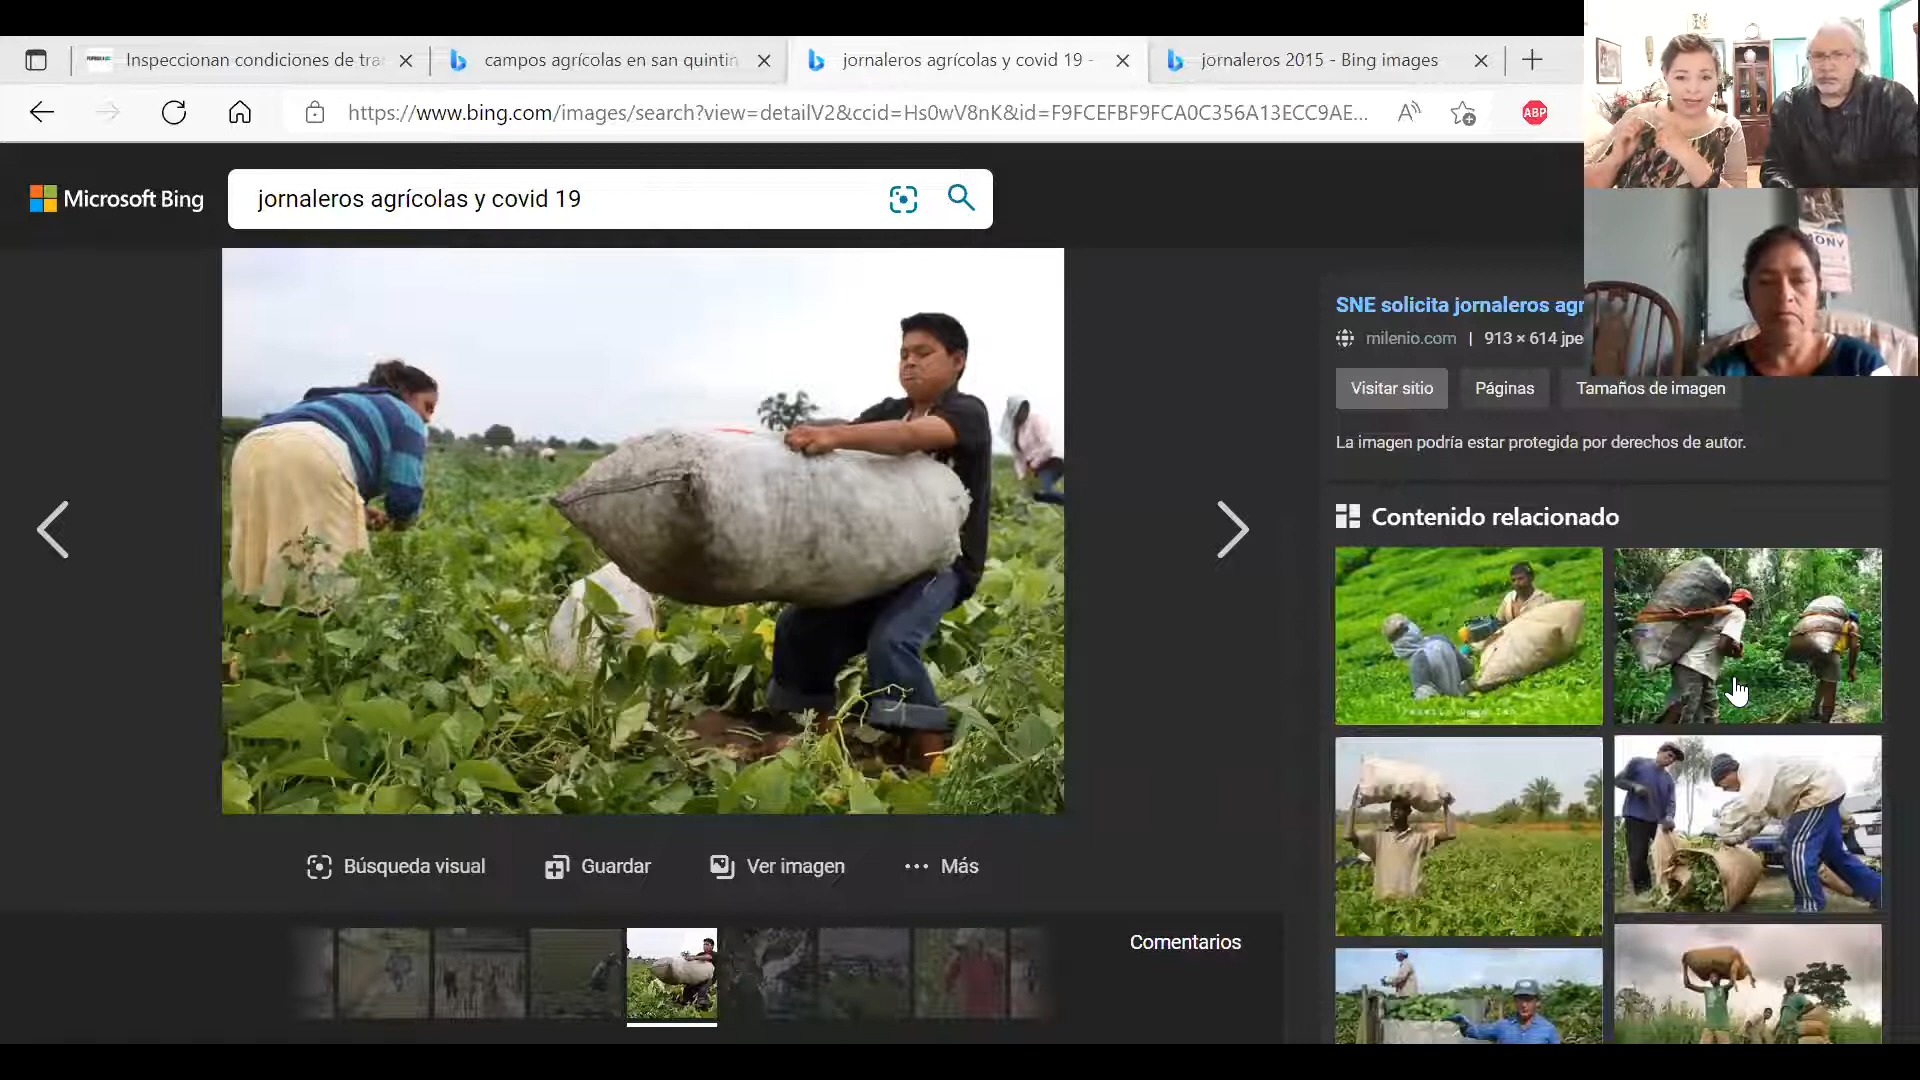 Inspeccionan condiciones de tra
campos agrícolas en san quintin
jornaleros agrícolas y covid 19 -
jornaleros 2015 - Bing images
https://www.bing.com/images/search?view=detailV2&ccid=Hs0wV8nK&id=F9FCEFBF9FCA0C356A13ECC9AE...
ABP
Microsoft Bing
jornaleros agrícolas y covid 19
SNE solicita jornaleros agr
milenio.com | 913 × 614 jpe
Visitar sitio
Páginas
Tamaños de imagen
La imagen podría estar protegida por derechos de autor.
Contenido relacionado
Búsqueda visual
Guardar
Ver imagen
Más
Comentarios